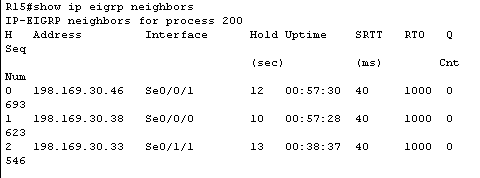 R15#show ip eigrp neighbors
IP-EIGRP neighbors for process 200
H Address Interface Hold Uptime SRTT RTO Q
Seq
(sec) (ms) Cnt
Num
0 198.169.30.46 Se0/0/1 12 00:57:30 40 1000 0
693
1 198.169.30.38 Se0/0/0 10 00:57:28 40 1000 0
623
2 198.169.30.33 Se0/1/1 13 00:38:37 40 1000 0
546